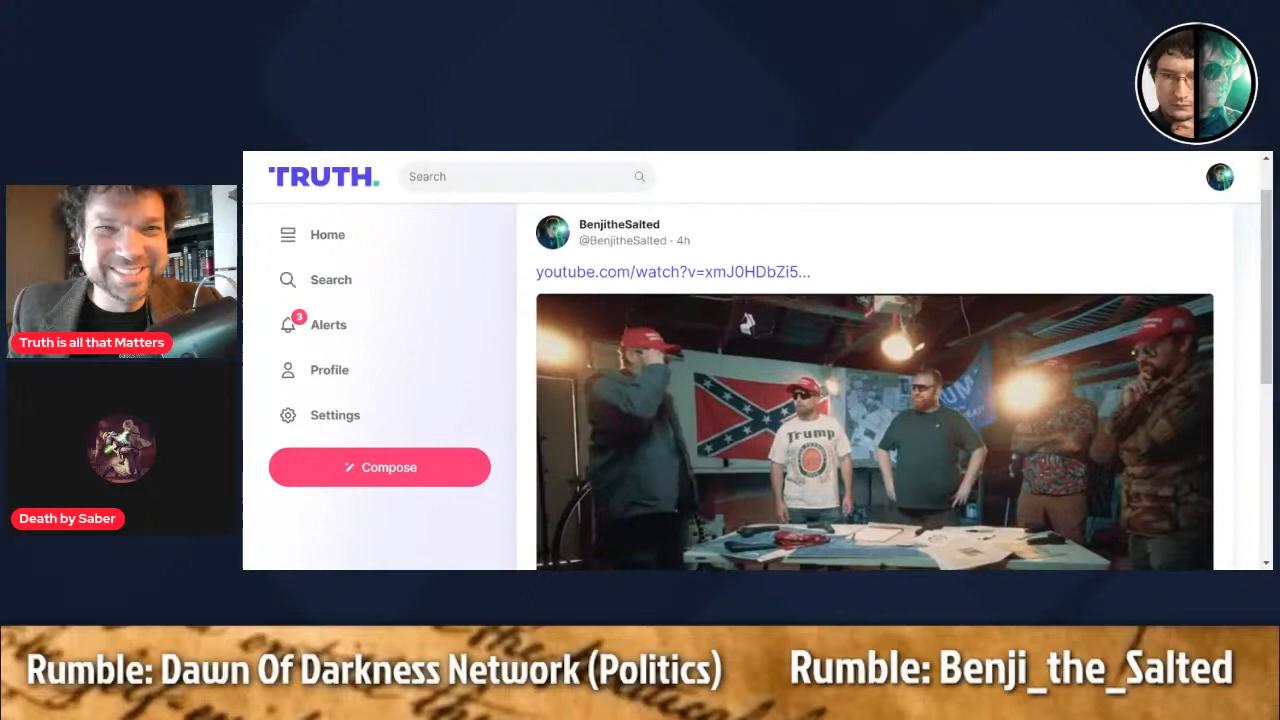 TRUTH.
Search
Home
Search
3
Alerts
Profile
Settings
Compose
BenjitheSalted
@BenjitheSalted · 4h
youtube.com/watch?v=xmJ0HDbZi5...
Trump
Truth is all that Matters
Death by Saber
Rumble: Dawn Of Darkness Network (Politics)
Rumble: Benji_the_Salted